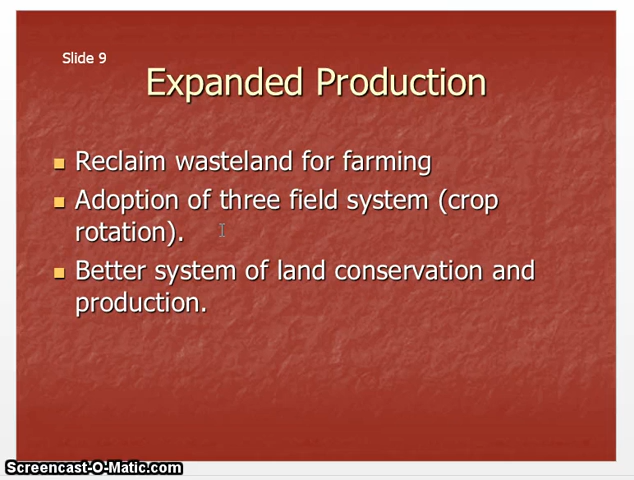 Slide 9
Expanded Production
Reclaim wasteland for farming
Adoption of three field system (crop
rotation).
Better system of land conservation and
production.
Screencast-O-Matic.com